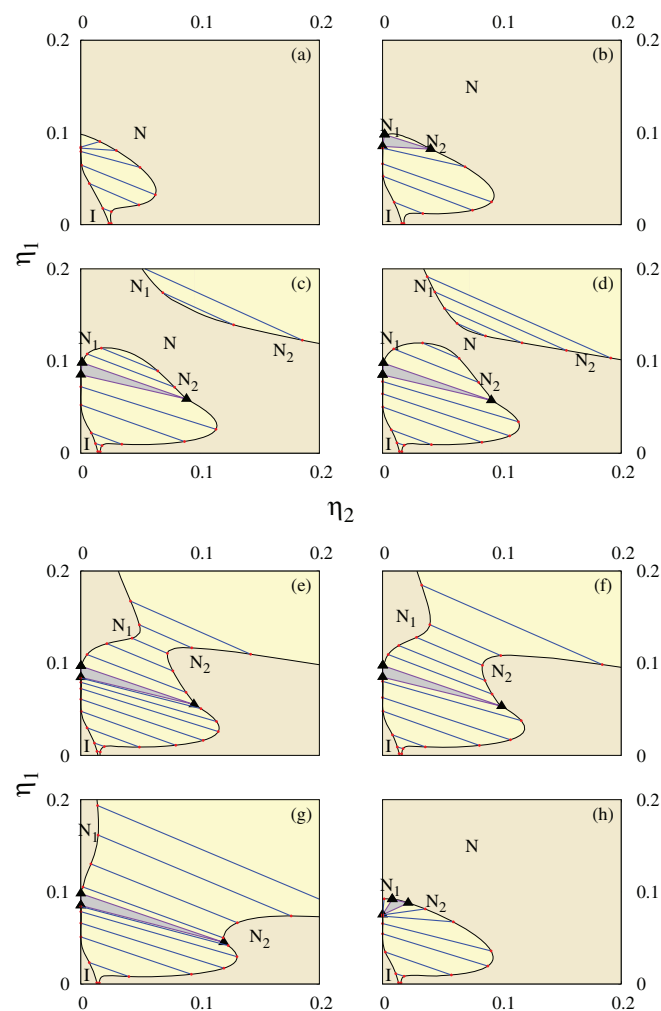 0 0.1 0.2 0 0.1 0.2
0.2 (a) (b) 0.2
N
N₁
0.1 N N₂ 0.1
I I
0 0
η₁
0.2 (c) (d) 0.2
N₁ N₁
N₁ N N₂ N₁ N N₂
0.1 0.1
N₂ N₂
I I
0 0
0 0.1 0.2 0 0.1 0.2
η₂
0 0.1 0.2 0 0.1 0.2
0.2 (e) (f) 0.2
N₁ N₁
0.1 N₂ N₂ 0.1
I I
0 0
η₁
0.2 (g) (h) 0.2
N₁ N
N₁
0.1 N₂ 0.1
N₂
I I
0 0
0 0.1 0.2 0 0.1 0.2